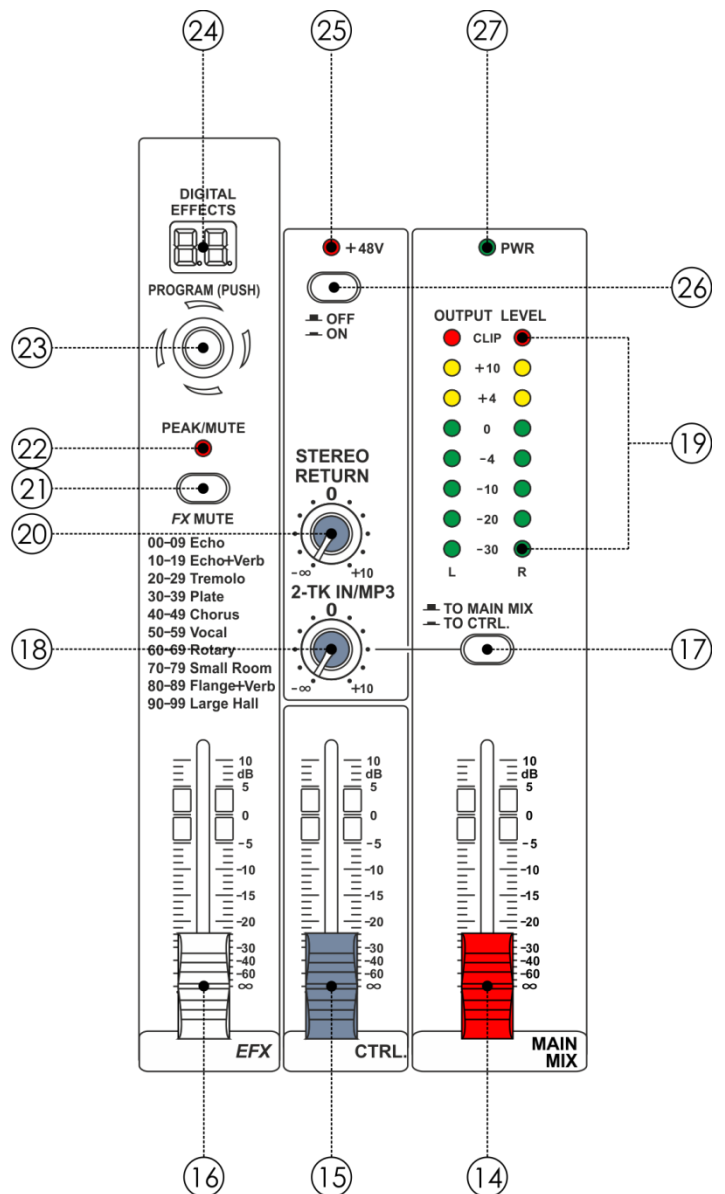 24
25
27
DIGITAL
EFFECTS
88
PROGRAM (PUSH)
23
PEAK/MUTE
22
21
FX MUTE
00-09 Echo
10-19 Echo+Verb
20-29 Tremolo
30-39 Plate
40-49 Chorus
50-59 Vocal
60-69 Rotary
70-79 Small Room
80-89 Flange+Verb
90-99 Large Hall
20
18
+48V
OFF
ON
STEREO
RETURN
0
-∞ +10
2-TK IN/MP3
0
-∞ +10
PWR
26
OUTPUT LEVEL
CLIP
+10
+4
0
-4
-10
-20
-30
L R
19
TO MAIN MIX
TO CTRL.
17
10
dB
5
0
-5
-10
-15
-20
-30
-40
-60
∞
EFX
10
dB
5
0
-5
-10
-15
-20
-30
-40
-60
∞
CTRL.
10
dB
5
0
-5
-10
-15
-20
-30
-40
-60
∞
MAIN
MIX
16
15
14